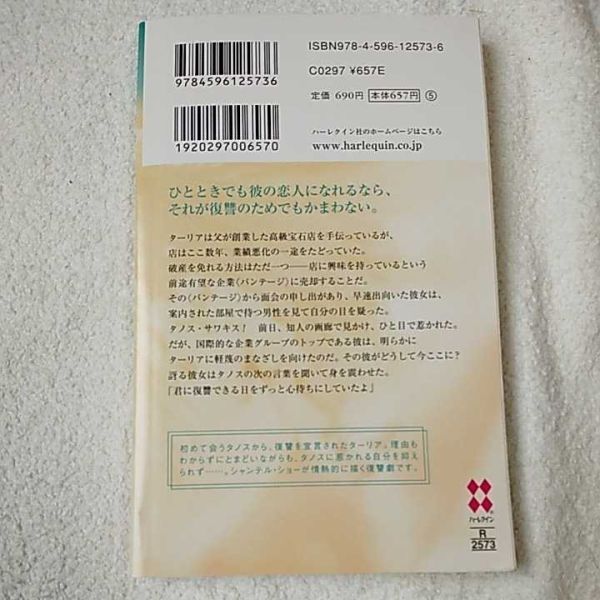 ISBN978-4-596-12573-6
C0297 ¥657E
定価 690円 本体657円 ⑤
9784596125736
1920297006570
ハーレクイン社のホームページはこちら
www.harlequin.co.jp
ひとときでも彼の恋人になれるなら、
それが復讐のためでもかまわない。
ターリアは父が創業した高級宝石店を手伝っているが、
店はここ数年、業績悪化の一途をたどっていた。
破産を免れる方法はただ一つ――店に興味を持っているという
前途有望な企業〈バンテージ〉に売却することだ。
その〈バンテージ〉から面会の申し出があり、早速出向いた彼女は、
案内された部屋で待つ男性を見て自分の目を疑った。
タノス・サワキス! 前日、知人の画廊で見かけ、ひと目で惹かれた。
だが、国際的な企業グループのトップである彼は、明らかに
ターリアに軽蔑のまなざしを向けたのだ。その彼がどうして今ここに?
訝る彼女はタノスの次の言葉を聞いて身を震わせた。
「君に復讐できる日をずっと心待ちにしていたよ」
初めて会うタノスから、復讐を宣言されたターリア。理由も
わからずにとまどいながらも、タノスに惹かれる自分を抑え
られず……。シャンテル・ショーが情熱的に描く復讐劇です。
ハーレクイン
R
2573